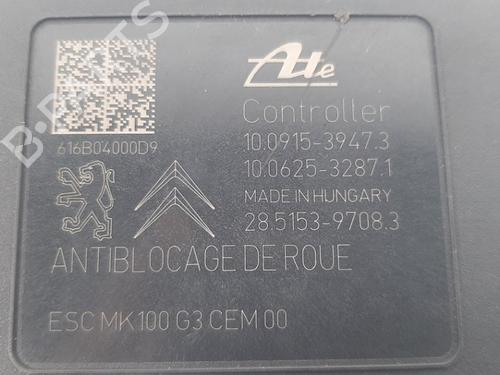 Ate
Controller
616B04000D9
10.0915-3947.3
10.0625-3287.1
MADE IN HUNGARY
28.5153-9708.3
ANTIBLOCAGE DE ROUE
ESC MK100 G3 CEM 00
B-PARTS